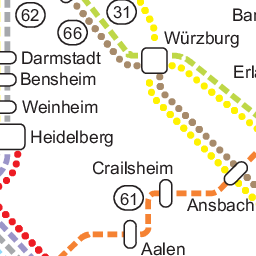 31
62
Bar
66
Würzburg
Darmstadt
Erla
Bensheim
Weinheim
Heidelberg
Crailsheim
61
Ansbach
Aalen